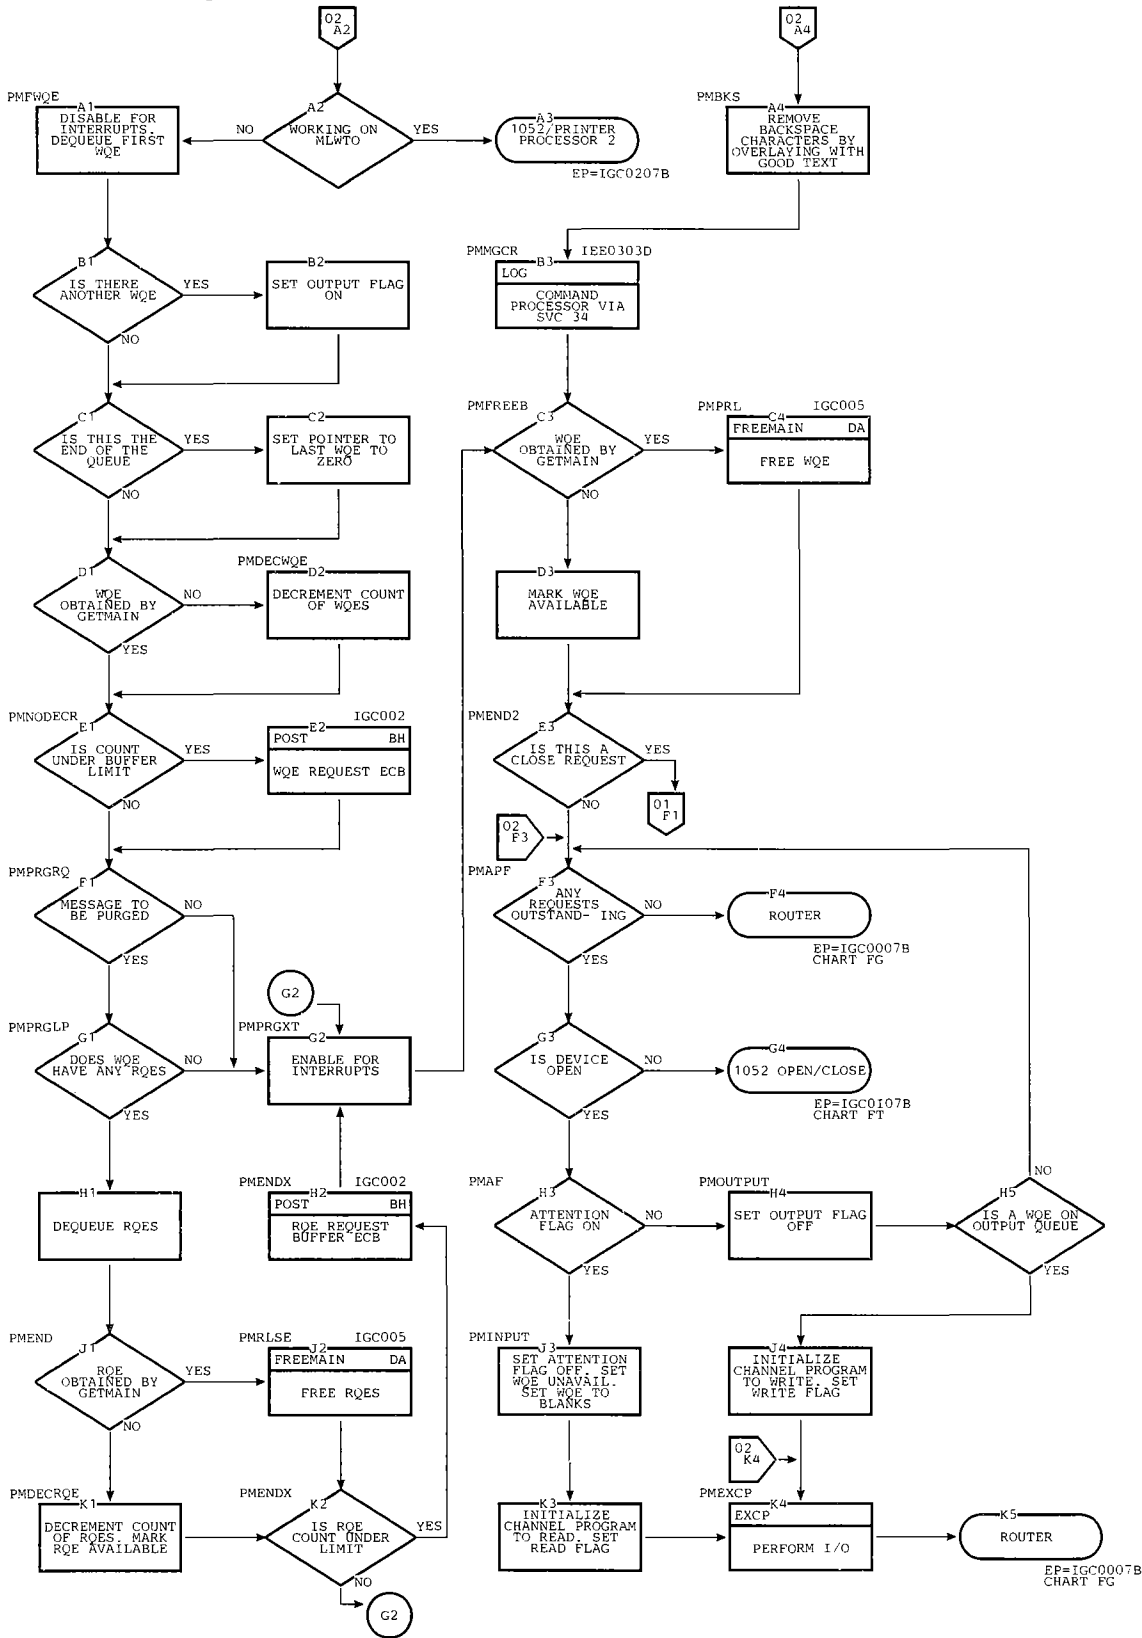 02
A2
02
A4
PMFWQE
A1
DISABLE FOR
INTERRUPTS.
DEQUEUE FIRST
WQE
NO
A2
WORKING ON
MLWTO
YES
A3
1052/PRINTER
PROCESSOR 2
EP=IGC0207B
PMBKS
A4
REMOVE
BACKSPACE
CHARACTERS BY
OVERLAYING WITH
GOOD TEXT
B1
IS THERE
ANOTHER WQE
YES
NO
B2
SET OUTPUT FLAG
ON
PMMGCR
IEE0303D
B3
LOG
COMMAND
PROCESSOR VIA
SVC 34
C1
IS THIS THE
END OF THE
QUEUE
YES
NO
C2
SET POINTER TO
LAST WQE TO
ZERO
PMFREEB
C3
WQE
OBTAINED BY
GETMAIN
YES
NO
PMPRL
IGC005
C4
FREEMAIN DA
FREE WQE
D1
WQE
OBTAINED BY
GETMAIN
NO
YES
PMDECWQE
D2
DECREMENT COUNT
OF WQES
D3
MARK WQE
AVAILABLE
PMNODECR
E1
IS COUNT
UNDER BUFFER
LIMIT
YES
NO
IGC002
E2
POST BH
WQE REQUEST ECB
PMEND2
E3
IS THIS A
CLOSE REQUEST
YES
NO
01
F1
02
F3
PMPRGRQ
F1
MESSAGE TO
BE PURGED
NO
YES
PMAPF
F3
ANY
REQUESTS
OUTSTAND- ING
NO
YES
F4
ROUTER
EP=IGC0007B
CHART FG
G2
PMPRGLP
G1
DOES WQE
HAVE ANY RQES
NO
YES
PMPRGXT
G2
ENABLE FOR
INTERRUPTS
G3
IS DEVICE
OPEN
NO
YES
G4
1052 OPEN/CLOSE
EP=IGC0107B
CHART FT
H1
DEQUEUE RQES
PMENDX
IGC002
H2
POST BH
RQE REQUEST
BUFFER ECB
PMAF
H3
ATTENTION
FLAG ON
NO
YES
PMOUTPUT
H4
SET OUTPUT FLAG
OFF
NO
H5
IS A WQE ON
OUTPUT QUEUE
YES
PMEND
J1
RQE
OBTAINED BY
GETMAIN
YES
NO
PMRLSE
IGC005
J2
FREEMAIN DA
FREE RQES
PMINPUT
J3
SET ATTENTION
FLAG OFF. SET
WQE UNAVAIL.
SET WQE TO
BLANKS
J4
INITIALIZE
CHANNEL PROGRAM
TO WRITE. SET
WRITE FLAG
02
K4
PMDECRQE
K1
DECREMENT COUNT
OF RQES. MARK
RQE AVAILABLE
PMENDX
K2
IS RQE
COUNT UNDER
LIMIT
YES
NO
G2
K3
INITIALIZE
CHANNEL PROGRAM
TO READ. SET
READ FLAG
PMEXCP
K4
EXCP
PERFORM I/O
K5
ROUTER
EP=IGC0007B
CHART FG